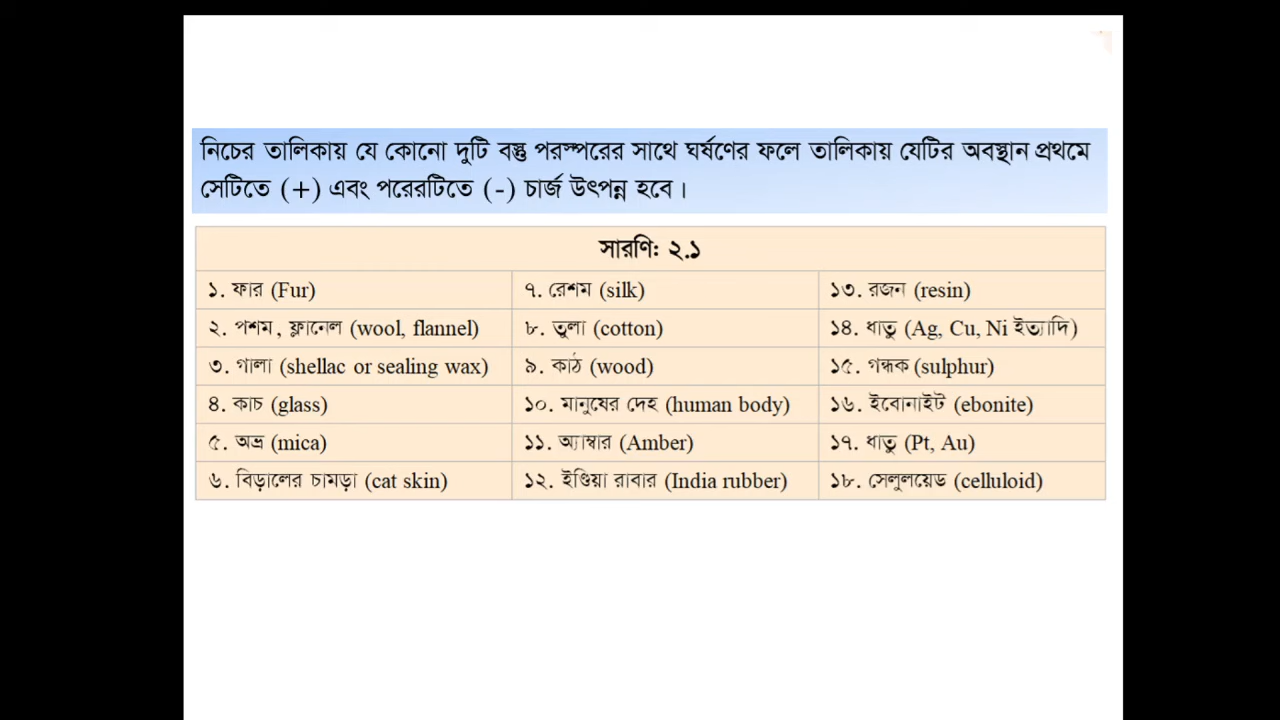 নিচের তালিকায় যে কোনো দুটি বস্তু পরস্পরের সাথে ঘর্ষণের ফলে তালিকায় যেটির অবস্থান প্রথমে
সেটিতে (+) এবং পরেরটিতে (-) চার্জ উৎপন্ন হবে।
সারণি: ২.১
১. ফার (Fur)
২. পশম, ফ্লানেল (wool, flannel)
৩. গালা (shellac or sealing wax)
৪. কাচ (glass)
৫. অভ্র (mica)
৬. বিড়ালের চামড়া (cat skin)
৭. রেশম (silk)
৮. তুলা (cotton)
৯. কাঠ (wood)
১০. মানুষের দেহ (human body)
১১. অ্যাম্বার (Amber)
১২. ইণ্ডিয়া রাবার (India rubber)
১৩. রজন (resin)
১৪. ধাতু (Ag, Cu, Ni ইত্যাদি)
১৫. গন্ধক (sulphur)
১৬. ইবোনাইট (ebonite)
১৭. ধাতু (Pt, Au)
১৮. সেলুলয়েড (celluloid)